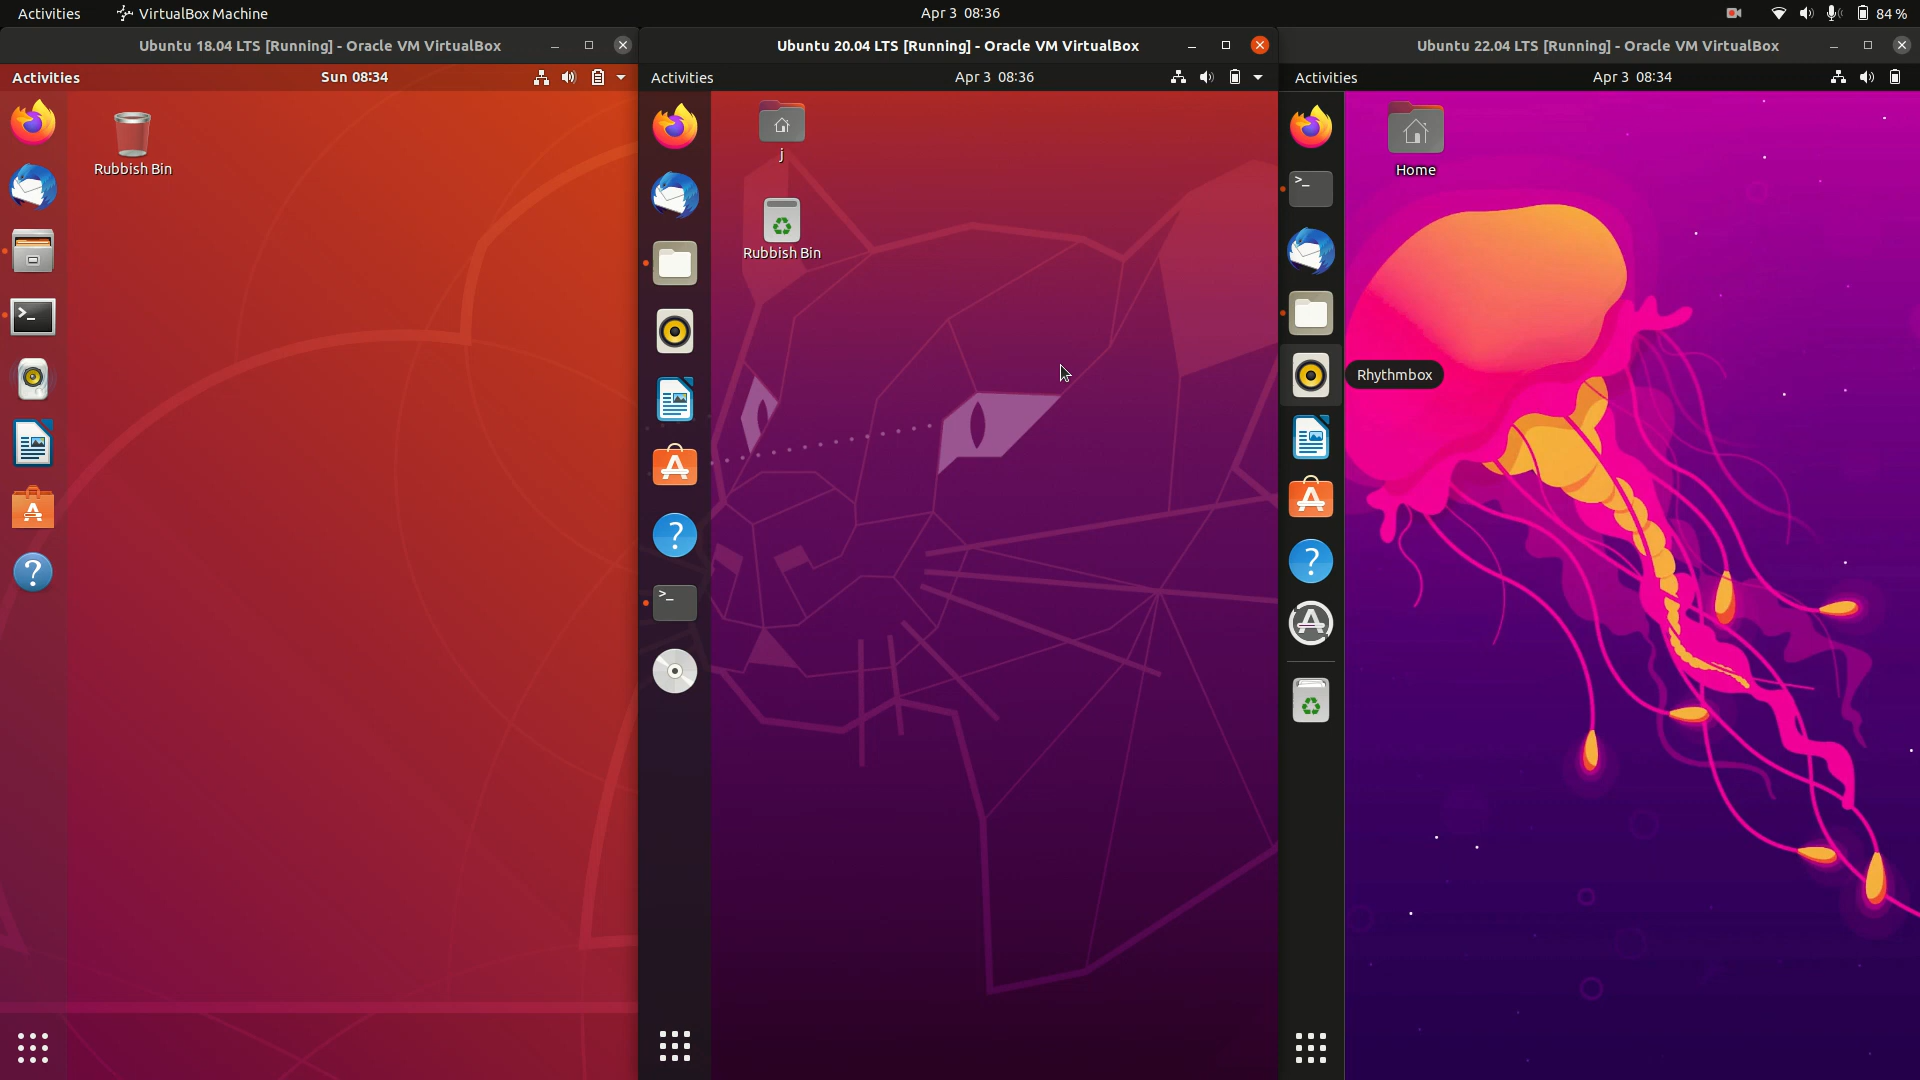 Activities VirtualBox Machine Apr 3 08:36 84 %
Ubuntu 18.04 LTS [Running] - Oracle VM VirtualBox
Activities Sun 08:34
Rubbish Bin
Ubuntu 20.04 LTS [Running] - Oracle VM VirtualBox
Activities Apr 3 08:36
j
Rubbish Bin
Ubuntu 22.04 LTS [Running] - Oracle VM VirtualBox
Activities Apr 3 08:34
Home
Rhythmbox